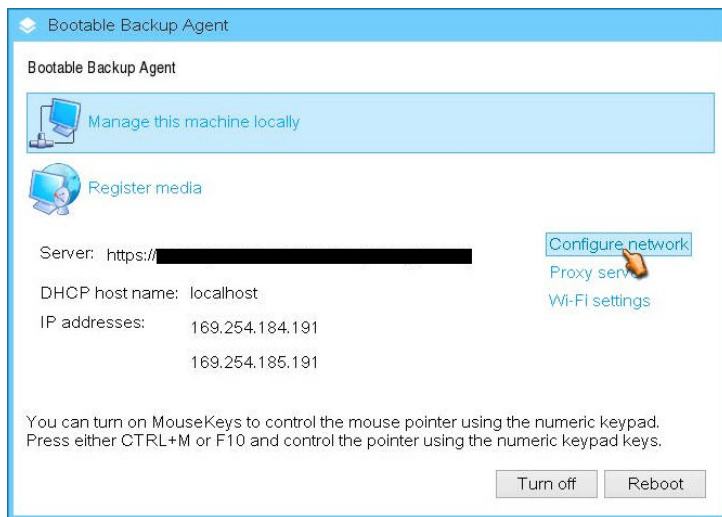 Bootable Backup Agent
Bootable Backup Agent
Manage this machine locally
Register media
Server: https://
Configure network
Proxy
DHCP host name: localhost
Wi-Fi settings
IP addresses: 169.254.184.191
169.254.185.191
You can turn on MouseKeys to control the mouse pointer using the numeric keypad.
Press either CTRL+M or F10 and control the pointer using the numeric keypad keys.
Turn off Reboot